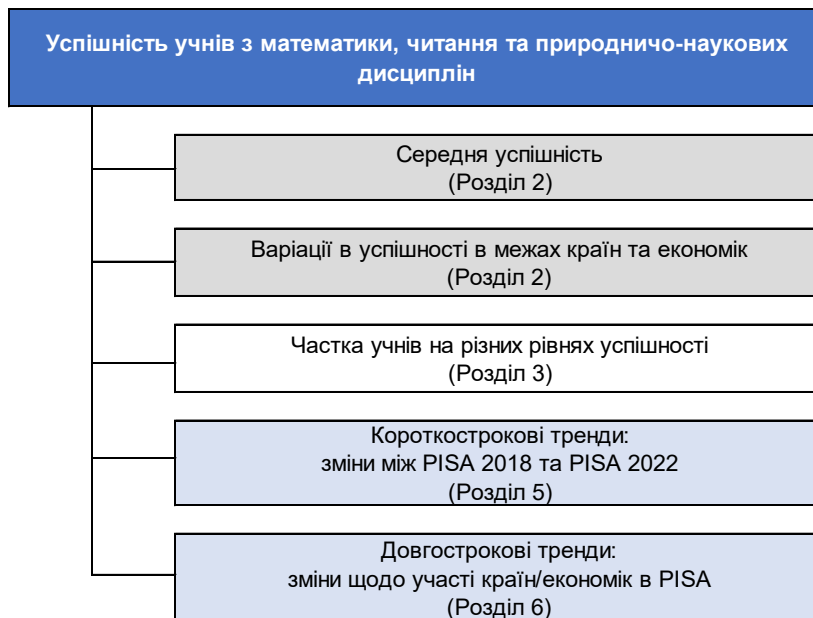 Успішність учнів з математики, читання та природничо-наукових
дисциплін
Середня успішність
(Розділ 2)
Варіації в успішності в межах країн та економік
(Розділ 2)
Частка учнів на різних рівнях успішності
(Розділ 3)
Короткострокові тренди:
зміни між PISA 2018 та PISA 2022
(Розділ 5)
Довгострокові тренди:
зміни щодо участі країн/економік в PISA
(Розділ 6)